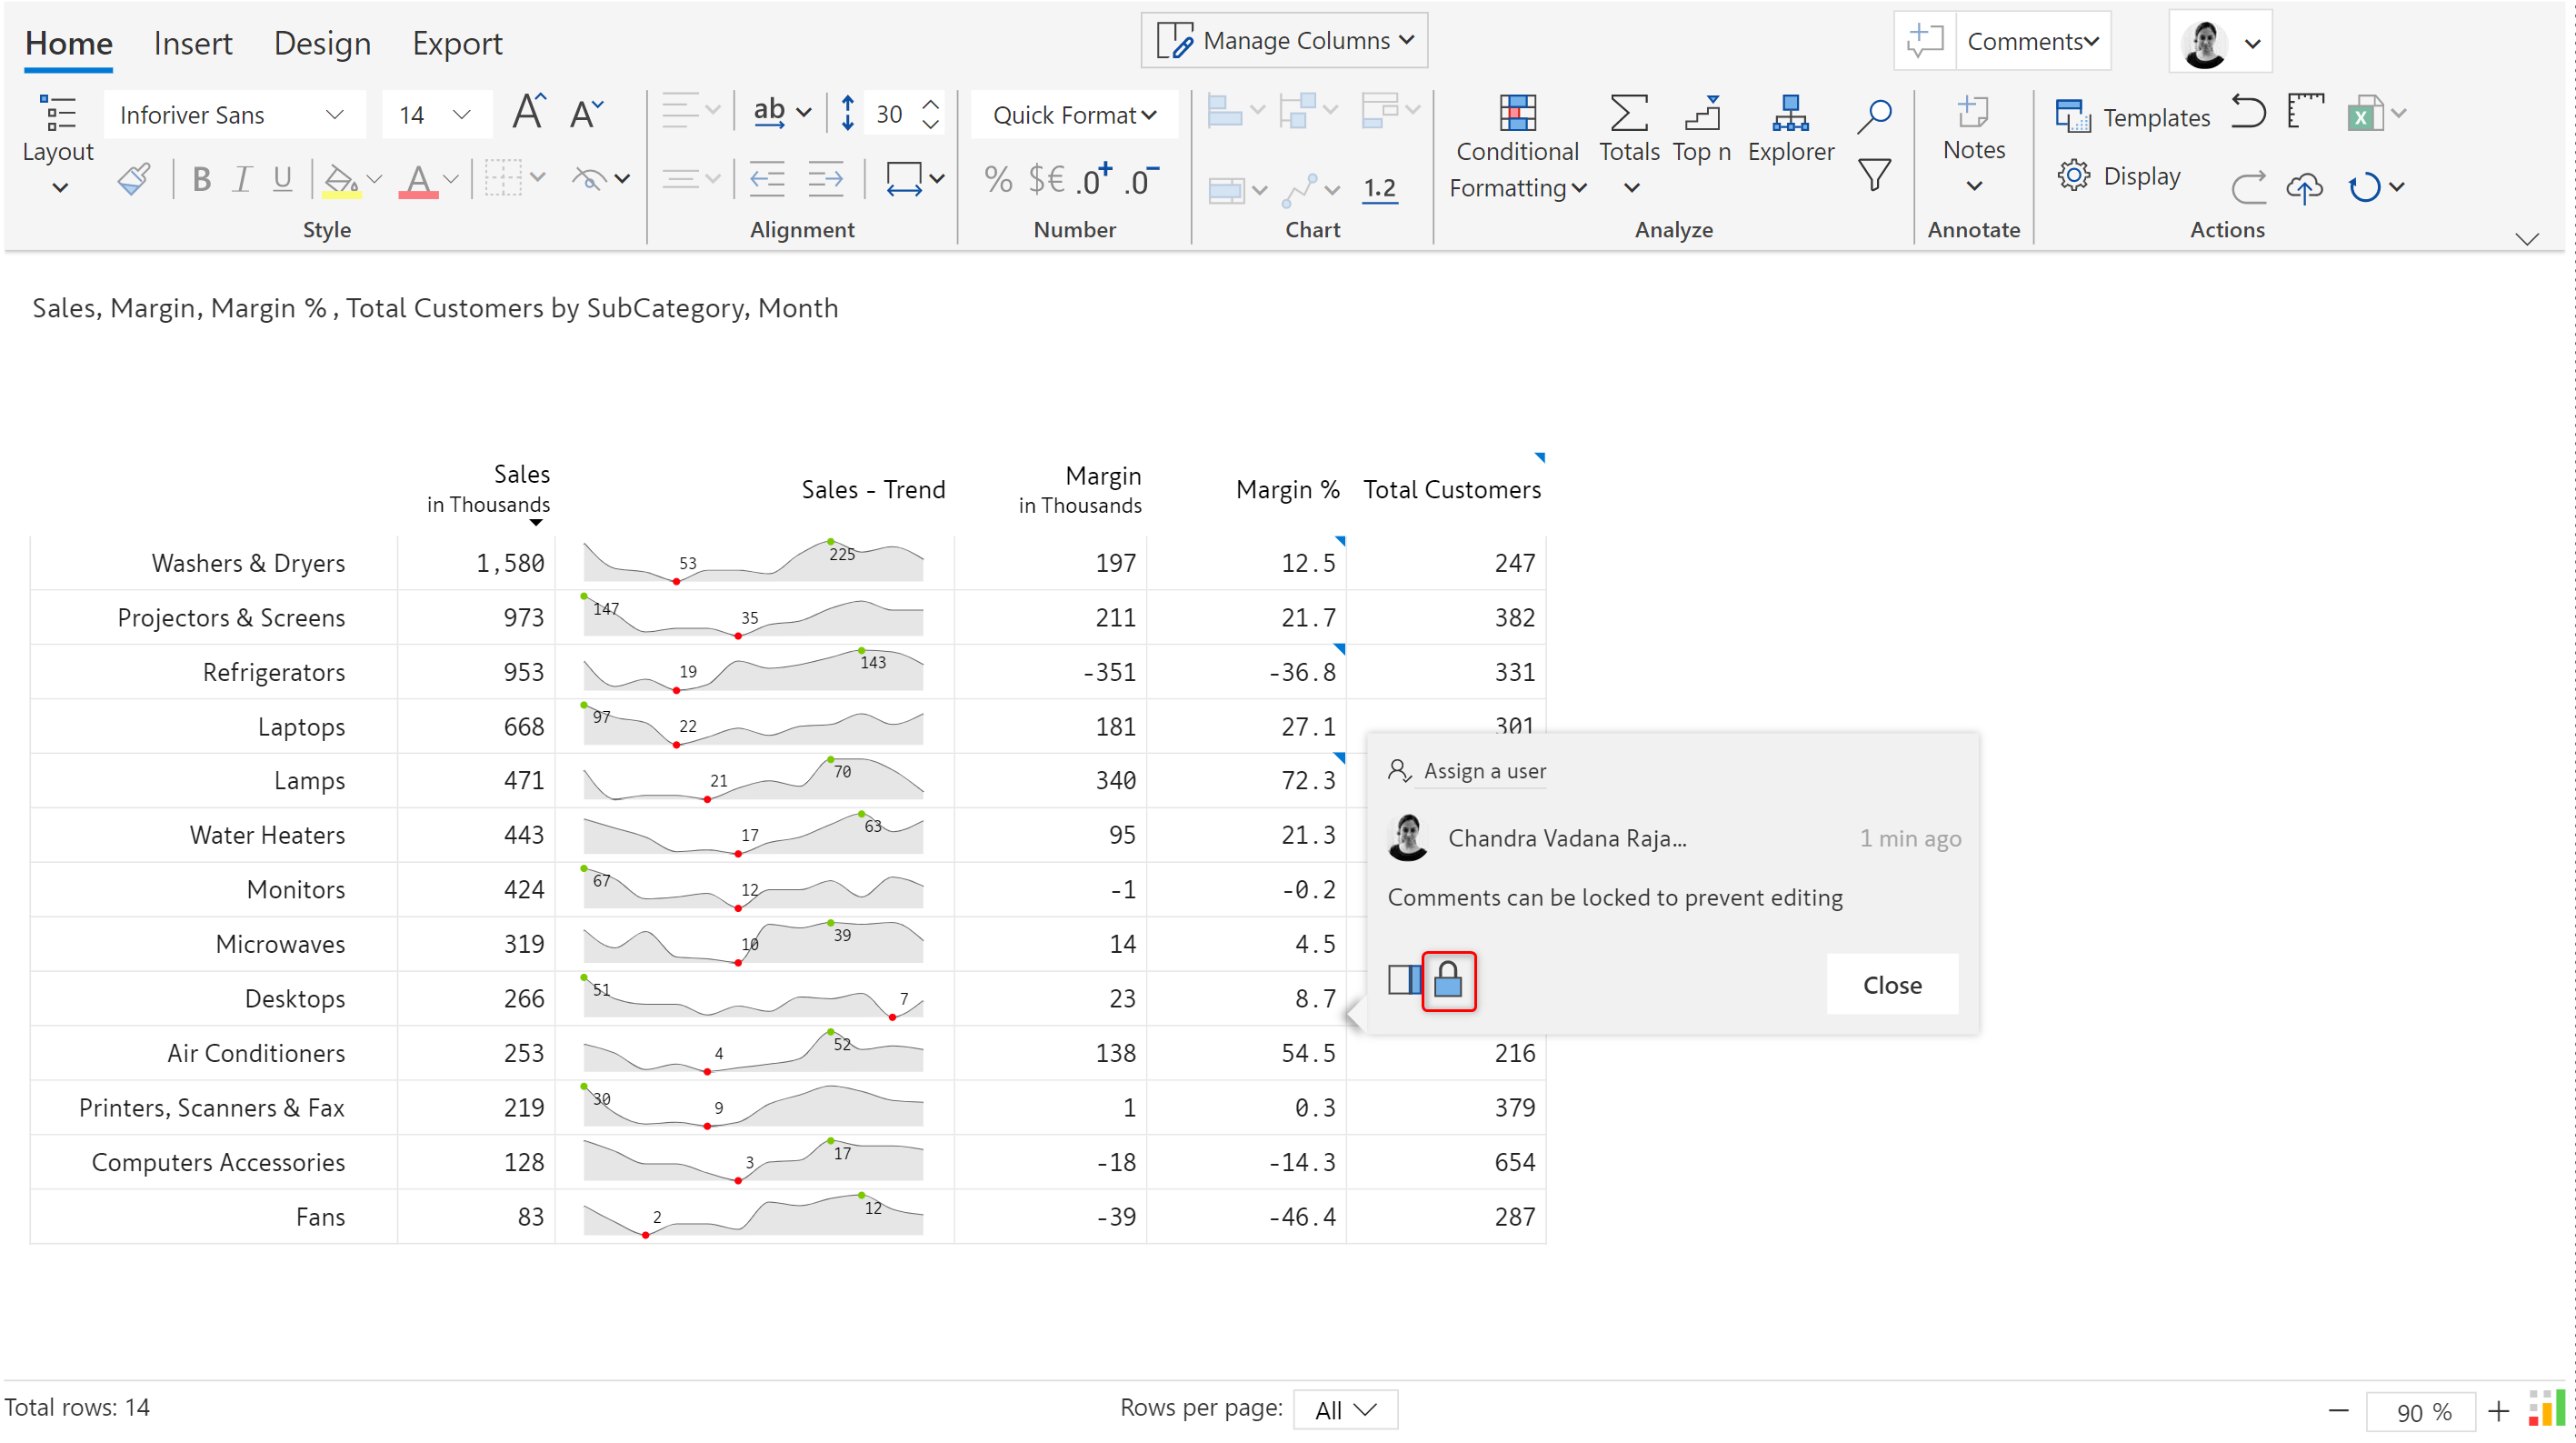 Home Insert Design Export Manage Columns Comments
Inforiver Sans 14 A A ab 30 Quick Format
Layout Conditional Formatting Totals Top n Explorer Notes Templates Display
B I U A % $€ .0+ .0- 1.2
Style Alignment Number Chart Analyze Annotate Actions
Sales, Margin, Margin % , Total Customers by SubCategory, Month
Sales in Thousands Sales - Trend Margin in Thousands Margin % Total Customers
Washers & Dryers 1,580 53 225 197 12.5 247
Projectors & Screens 973 147 35 211 21.7 382
Refrigerators 953 19 143 -351 -36.8 331
Laptops 668 97 22 181 27.1 301
Lamps 471 21 70 340 72.3
Water Heaters 443 17 63 95 21.3
Monitors 424 67 12 -1 -0.2
Microwaves 319 10 39 14 4.5
Desktops 266 51 7 23 8.7
Air Conditioners 253 4 52 138 54.5 216
Printers, Scanners & Fax 219 30 9 1 0.3 379
Computers Accessories 128 3 17 -18 -14.3 654
Fans 83 2 12 -39 -46.4 287
Assign a user
Chandra Vadana Raja... 1 min ago
Comments can be locked to prevent editing
Close
Total rows: 14 Rows per page: All 90 %